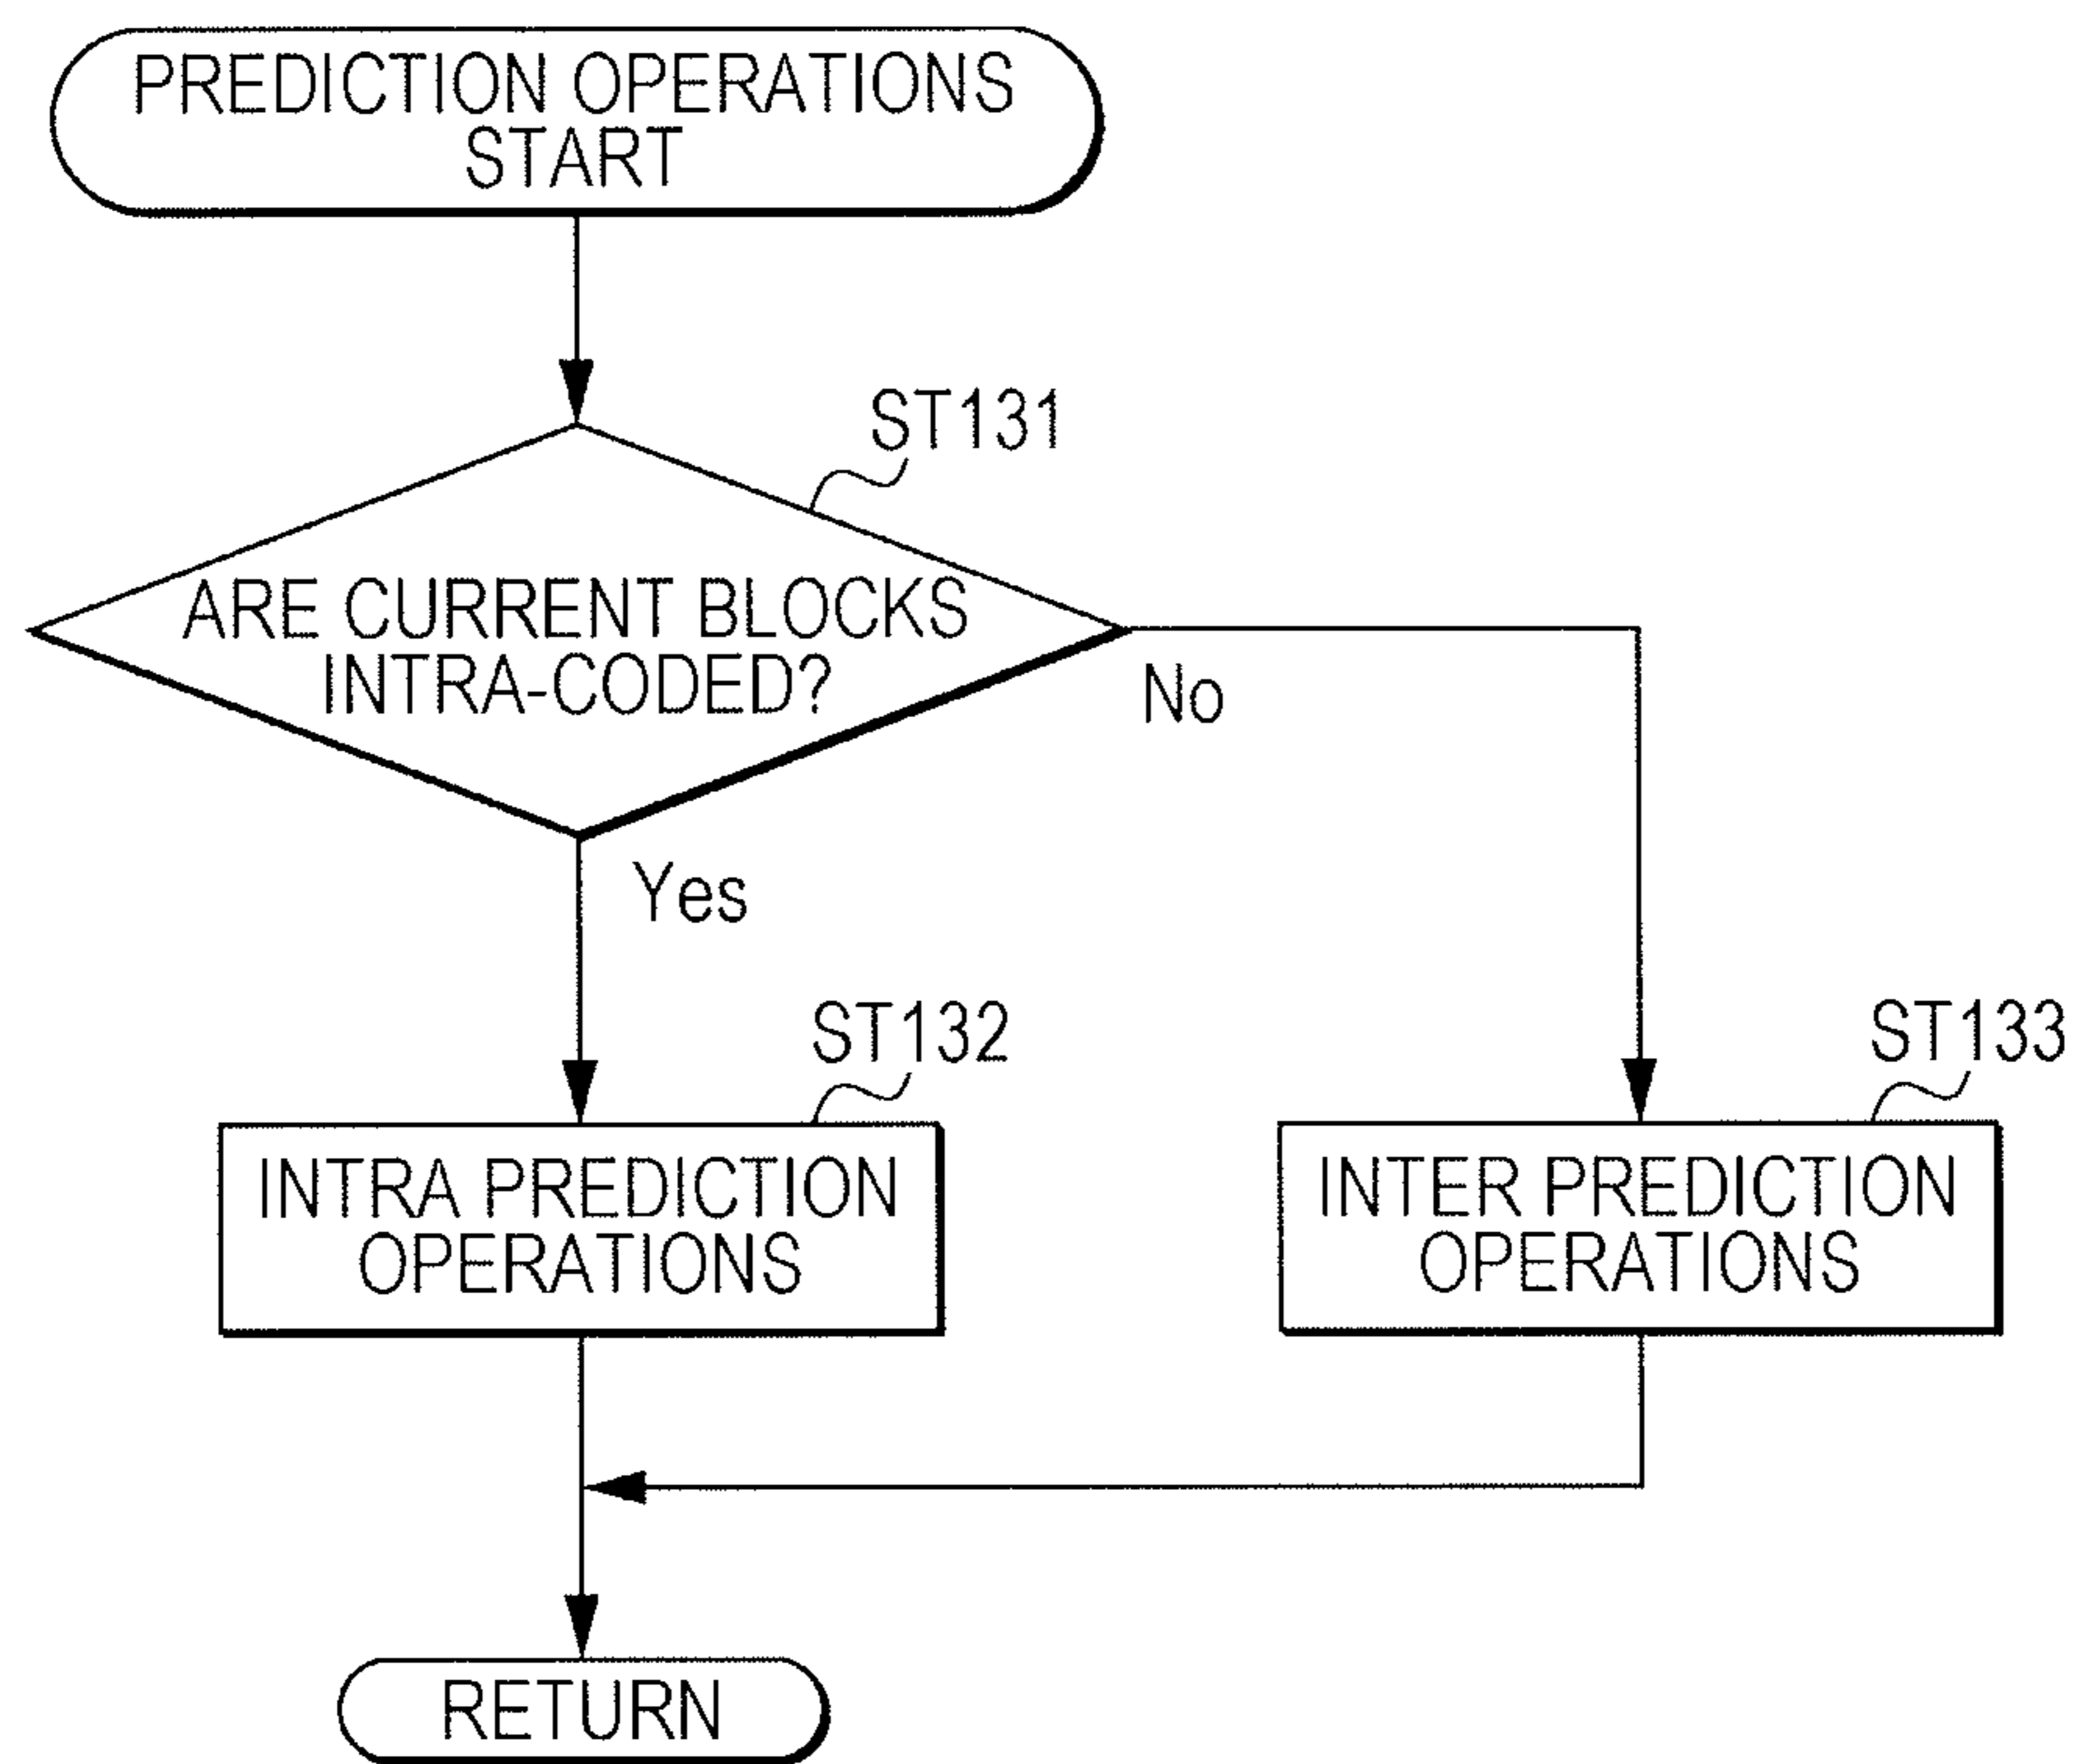 PREDICTION OPERATIONS
START
ST131
ARE CURRENT BLOCKS
INTRA-CODED?
No
Yes
ST132
ST133
INTRA PREDICTION
OPERATIONS
INTER PREDICTION
OPERATIONS
RETURN